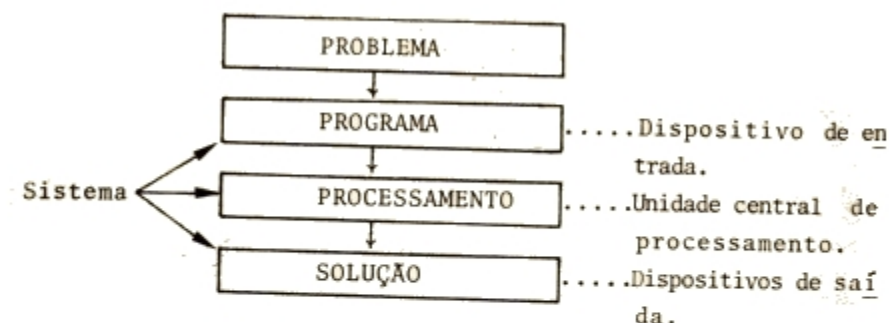 PROBLEMA
PROGRAMA
.....Dispositivo de en
trada.
Sistema
PROCESSAMENTO
.....Unidade central de
processamento.
SOLUÇÃO
.....Dispositivos de saí
da.